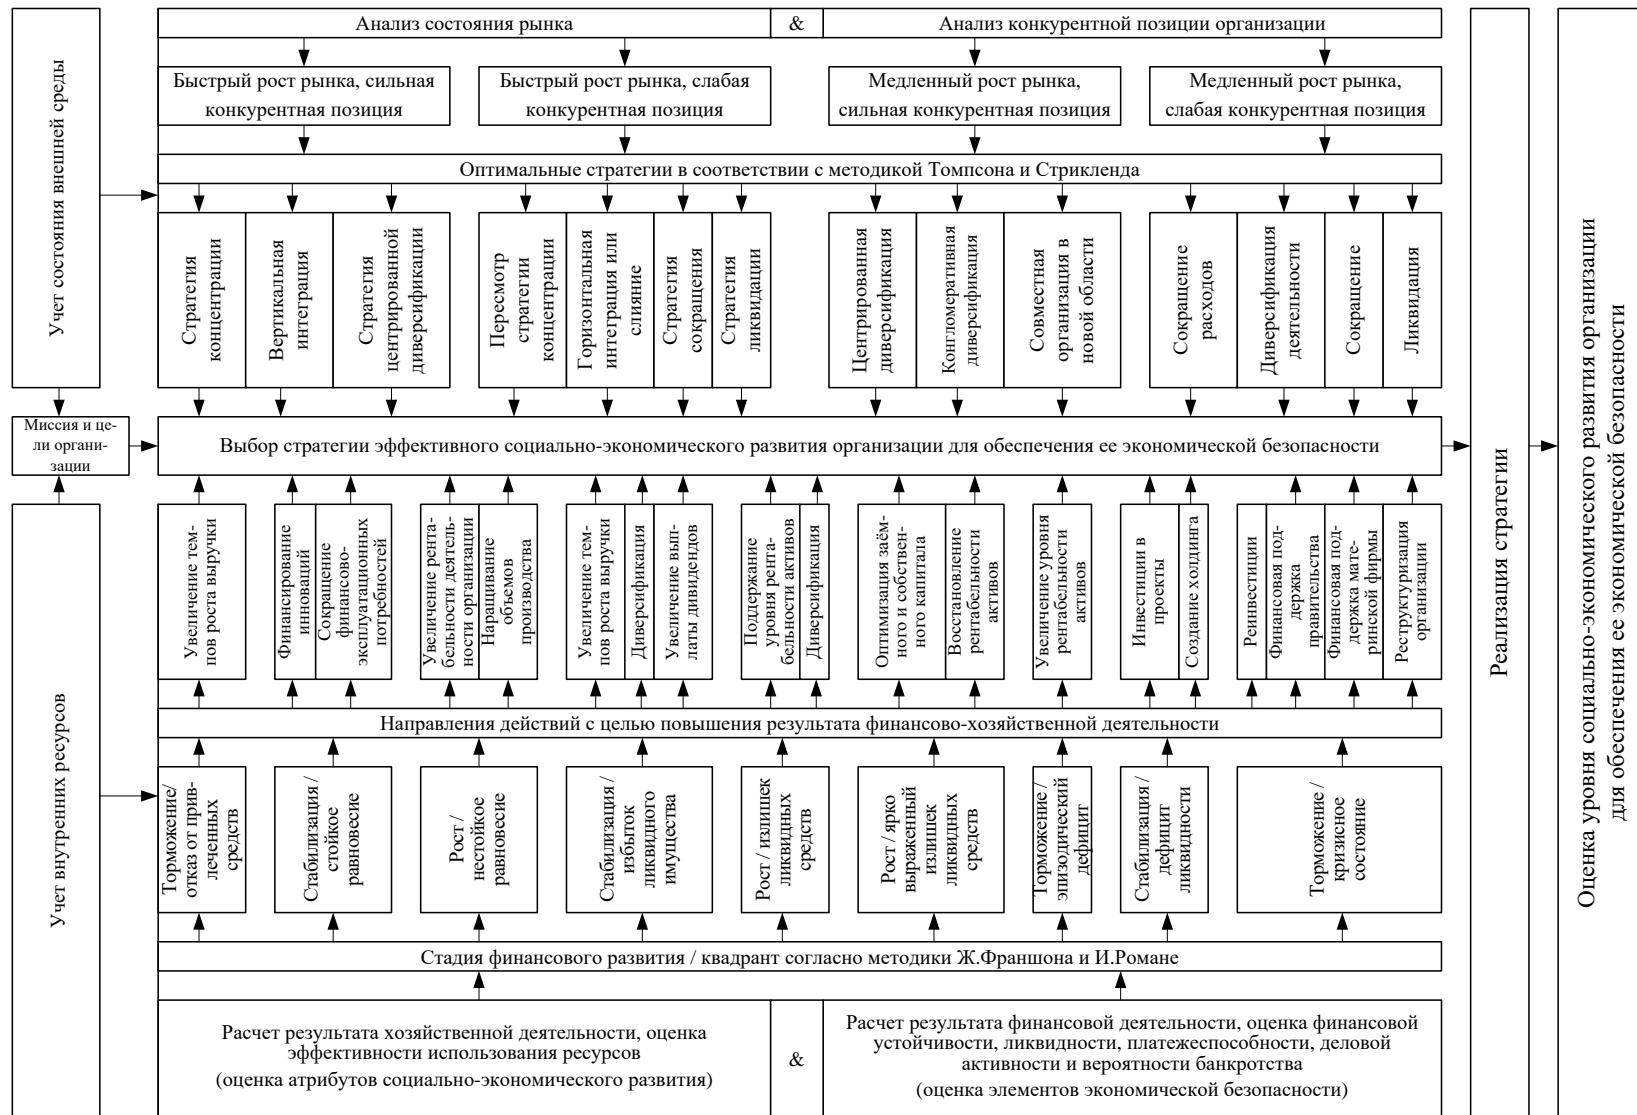 Анализ состояния рынка
&
Анализ конкурентной позиции организации
Быстрый рост рынка, сильная
конкурентная позиция
Быстрый рост рынка, слабая
конкурентная позиция
Медленный рост рынка,
сильная конкурентная позиция
Медленный рост рынка,
слабая конкурентная позиция
Оптимальные стратегии в соответствии с методикой Томпсона и Стрикленда
Учет состояния внешней среды
Стратегия
концентрации
Вертикальная
интеграция
Стратегия
центрированной
диверсификации
Пересмотр
стратегии
концентрации
Горизонтальная
интеграция или
слияние
Стратегия
сокращения
Стратегия
ликвидации
Центрированная
диверсификация
Конгломеративная
диверсификация
Совместная
организация в
новой области
Сокращение
расходов
Диверсификация
деятельности
Сокращение
Ликвидация
Миссия и це-
ли органи-
зации
Выбор стратегии эффективного социально-экономического развития организации для обеспечения ее экономической безопасности
Учет внутренних ресурсов
Увеличение тем-
пов роста выручки
Финансирование
инноваций
Сокращение
финансово-
эксплуатационных
потребностей
Увеличение рента-
бельности деятель-
ности организации
Наращивание
объемов
производства
Увеличение тем-
пов роста выручки
Диверсификация
Увеличение вып-
латы дивидендов
Поддержание
уровня рента-
бельности активов
Диверсификация
Оптимизация заём-
ного и собствен-
ного капитала
Восстановление
рентабельности
активов
Увеличение уровня
рентабельности
активов
Инвестиции в
проекты
Создание холдинга
Реинвестиции
Финансовая под-
держка
правительства
Финансовая под-
держка мате-
ринской фирмы
Реструктуризация
организации
Направления действий с целью повышения результата финансово-хозяйственной деятельности
Торможение/
отказ от прив-
леченных
средств
Стабилизация /
стойкое
равновесие
Рост /
нестойкое
равновесие
Стабилизация /
избыток
ликвидного
имущества
Рост / излишек
ликвидных
средств
Рост / ярко
выраженный
излишек
ликвидных
средств
Торможение /
эпизодический
дефицит
Стабилизация /
дефицит
ликвидности
Торможение /
кризисное
состояние
Стадия финансового развития / квадрант согласно методики Ж.Франшона и И.Романе
Расчет результата хозяйственной деятельности, оценка
эффективности использования ресурсов
(оценка атрибутов социально-экономического развития)
&
Расчет результата финансовой деятельности, оценка финансовой
устойчивости, ликвидности, платежеспособности, деловой
активности и вероятности банкротства
(оценка элементов экономической безопасности)
Реализация стратегии
Оценка уровня социально-экономического развития организации
для обеспечения ее экономической безопасности